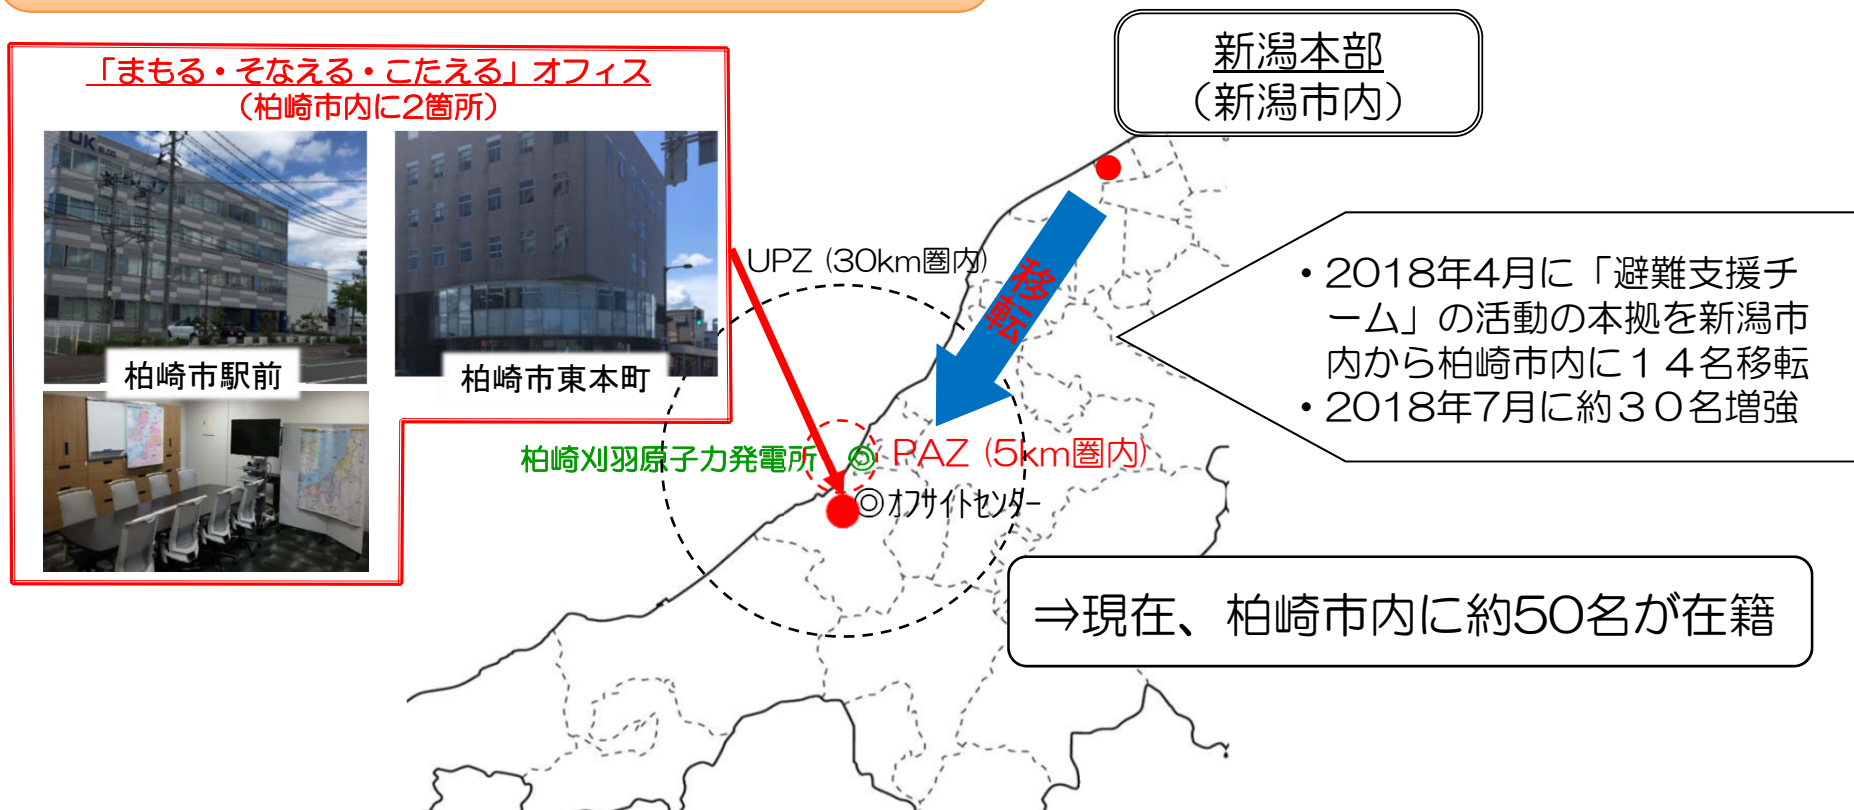 「まもる・そなえる・こたえる」オフィス
（柏崎市内に2箇所）
UK BLDG.
柏崎市駅前
柏崎市東本町
新潟本部
（新潟市内）
UPZ（30km圏内）
移転
・2018年4月に「避難支援チ
ーム」の活動の本拠を新潟市
内から柏崎市内に１４名移転
・2018年7月に約３０名増強
柏崎刈羽原子力発電所 ◎ PAZ（5km圏内）
◎ｵﾌｻｲﾄｾﾝﾀｰ
⇒現在、柏崎市内に約50名が在籍